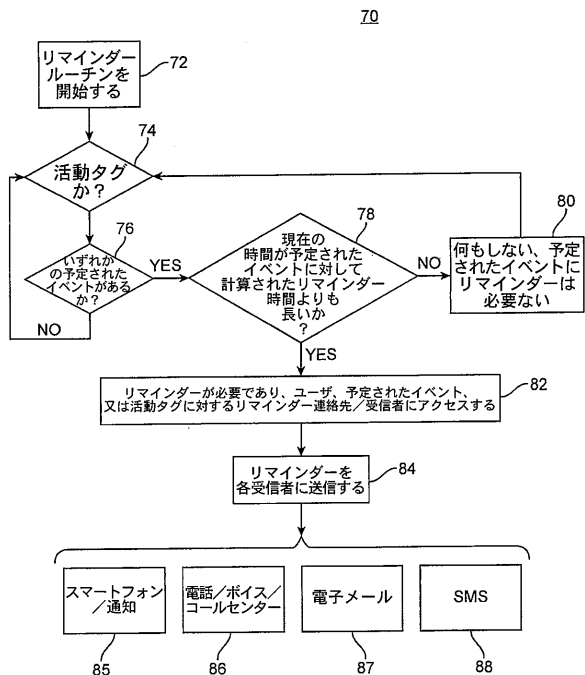 70
リマインダー
ルーチンを
開始する
72
74
活動タグ
か？
76
いずれか
の予定された
イベントがある
か？
YES
NO
78
現在の
時間が予定された
イベントに対して
計算されたリマインダー
時間よりも
長いか
？
NO
YES
80
何もしない、予定
されたイベントに
リマインダーは
必要ない
82
リマインダーが必要であり、ユーザ、予定されたイベント、
又は活動タグに対するリマインダー連絡先／受信者にアクセスする
84
リマインダーを
各受信者に送信する
スマートフォン
／通知
電話／ボイス／
コールセンター
電子メール
SMS
85
86
87
88